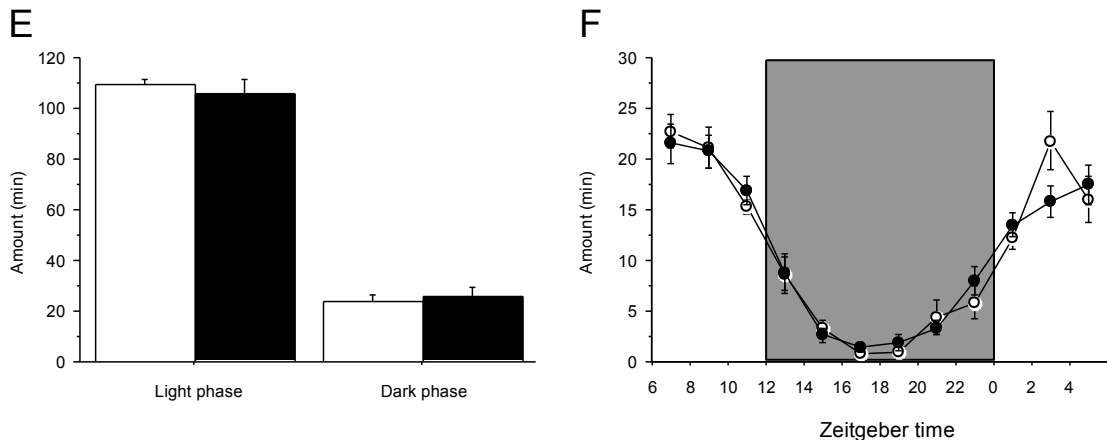 E
120
100
80
60
40
20
0
Amount (min)
Light phase Dark phase
F
30
25
20
15
10
5
0
Amount (min)
6 8 10 12 14 16 18 20 22 0 2 4
Zeitgeber time